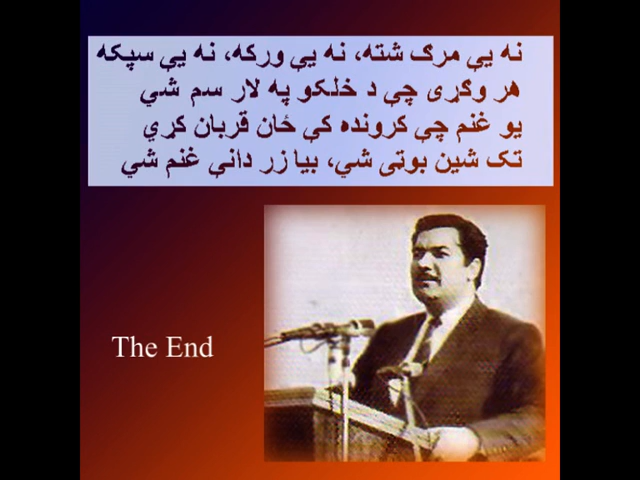 نه يې مرګ شته، نه يې ورکه، نه يې سپکه
هر وګړی چې د خلکو په لار سم شي
يو غنم چې کرونده کې ځان قربان کړي
تک شين بوټی شي، بيا زر دانې غنم شي
The End